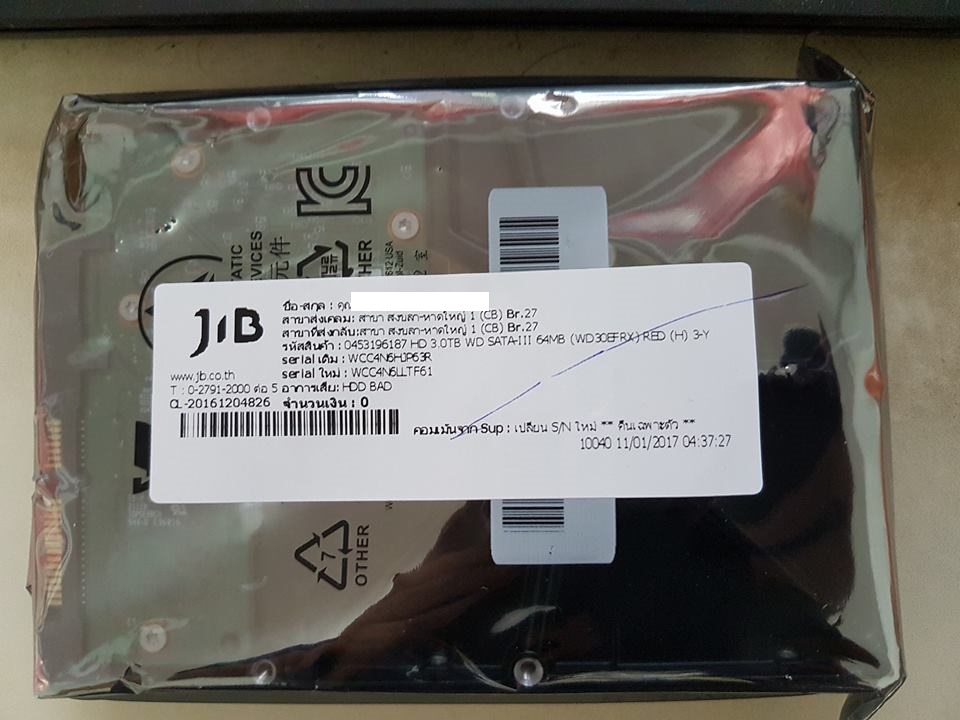 JIB
www.jib.co.th
T : 0-2791-2000 ต่อ 5
CL-20161204826
ชื่อ-สกุล : คุณ
สาขาส่งเคลม: สาขา สงขลา-หาดใหญ่ 1 (CB) Br.27
สาขาที่ส่งกลับ:สาขา สงขลา-หาดใหญ่ 1 (CB) Br.27
รหัสสินค้า : 0453196187 HD 3.0TB WD SATA-III 64MB (WD30EFRX) RED (H) 3-Y
serial เดิม : WCC4N6HJP63R
serial ใหม่ : WCC4N6LLTF61
อาการเสีย: HDD BAD
จำนวนเงิน : 0
คอมเม้นจาก Sup : เปลี่ยน S/N ใหม่ ** คืนเฉพาะตัว **
10040 11/01/2017 04:37:27
7
OTHER